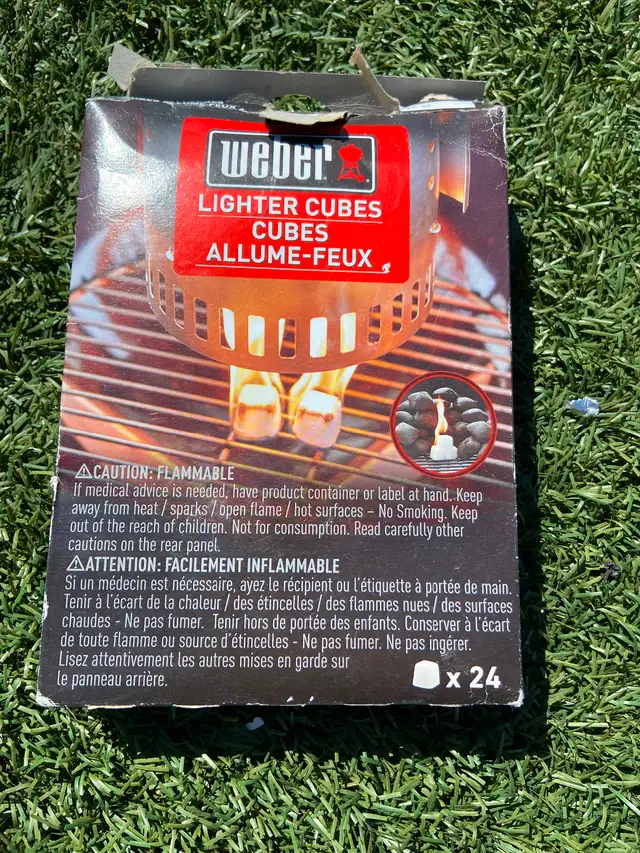 weber
LIGHTER CUBES
CUBES
ALLUME-FEUX
⚠CAUTION: FLAMMABLE
If medical advice is needed, have product container or label at hand. Keep
away from heat / sparks / open flame / hot surfaces – No Smoking. Keep
out of the reach of children. Not for consumption. Read carefully other
cautions on the rear panel.
⚠ATTENTION: FACILEMENT INFLAMMABLE
Si un médecin est nécessaire, ayez le récipient ou l'étiquette à portée de main.
Tenir à l'écart de la chaleur / des étincelles / des flammes nues / des surfaces
chaudes - Ne pas fumer. Tenir hors de portée des enfants. Conserver à l'écart
de toute flamme ou source d'étincelles - Ne pas fumer. Ne pas ingérer.
Lisez attentivement les autres mises en garde sur
le panneau arrière.
x 24